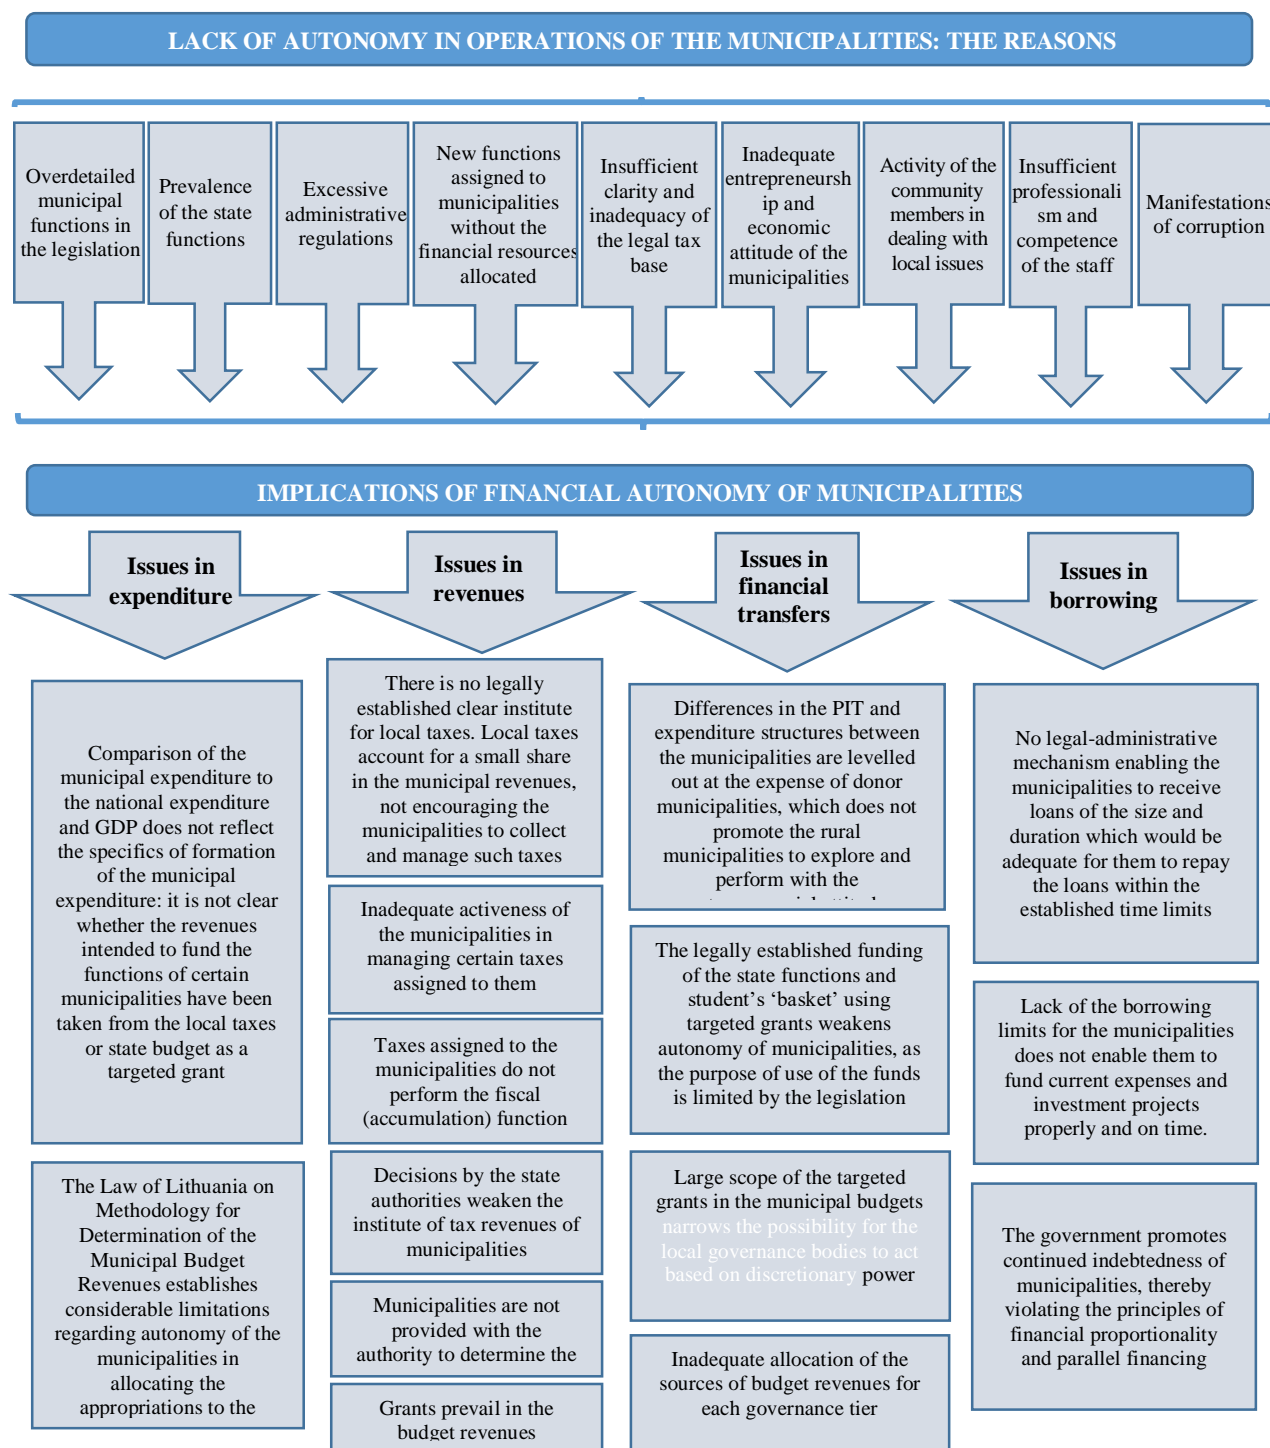 LACK OF AUTONOMY IN OPERATIONS OF THE MUNICIPALITIES: THE REASONS
Overdetailed
municipal
functions in
the legislation
Prevalence
of the state
functions
Excessive
administrative
regulations
New functions
assigned to
municipalities
without the
financial resources
allocated
Insufficient
clarity and
inadequacy of
the legal tax
base
Inadequate
entrepreneursh
ip and
economic
attitude of the
municipalities
Activity of the
community
members in
dealing with
local issues
Insufficient
professionali
sm and
competence
of the staff
Manifestations
of corruption
IMPLICATIONS OF FINANCIAL AUTONOMY OF MUNICIPALITIES
Issues in
expenditure
Comparison of the
municipal expenditure to
the national expenditure
and GDP does not reflect
the specifics of formation
of the municipal
expenditure: it is not clear
whether the revenues
intended to fund the
functions of certain
municipalities have been
taken from the local taxes
or state budget as a
targeted grant
The Law of Lithuania on
Methodology for
Determination of the
Municipal Budget
Revenues establishes
considerable limitations
regarding autonomy of the
municipalities in
allocating the
appropriations to the
Issues in
revenues
There is no legally
established clear institute
for local taxes. Local taxes
account for a small share
in the municipal revenues,
not encouraging the
municipalities to collect
and manage such taxes
Inadequate activeness of
the municipalities in
managing certain taxes
assigned to them
Taxes assigned to the
municipalities do not
perform the fiscal
(accumulation) function
Decisions by the state
authorities weaken the
institute of tax revenues of
municipalities
Municipalities are not
provided with the
authority to determine the
Grants prevail in the
budget revenues
Issues in
financial
transfers
Differences in the PIT and
expenditure structures between
the municipalities are levelled
out at the expense of donor
municipalities, which does not
promote the rural
municipalities to explore and
perform with the
The legally established funding
of the state functions and
student’s ‘basket’ using
targeted grants weakens
autonomy of municipalities, as
the purpose of use of the funds
is limited by the legislation
Large scope of the targeted
grants in the municipal budgets
narrows the possibility for the
local governance bodies to act
based on discretionary power
Inadequate allocation of the
sources of budget revenues for
each governance tier
Issues in
borrowing
No legal-administrative
mechanism enabling the
municipalities to receive
loans of the size and
duration which would be
adequate for them to repay
the loans within the
established time limits
Lack of the borrowing
limits for the municipalities
does not enable them to
fund current expenses and
investment projects
properly and on time.
The government promotes
continued indebtedness of
municipalities, thereby
violating the principles of
financial proportionality
and parallel financing